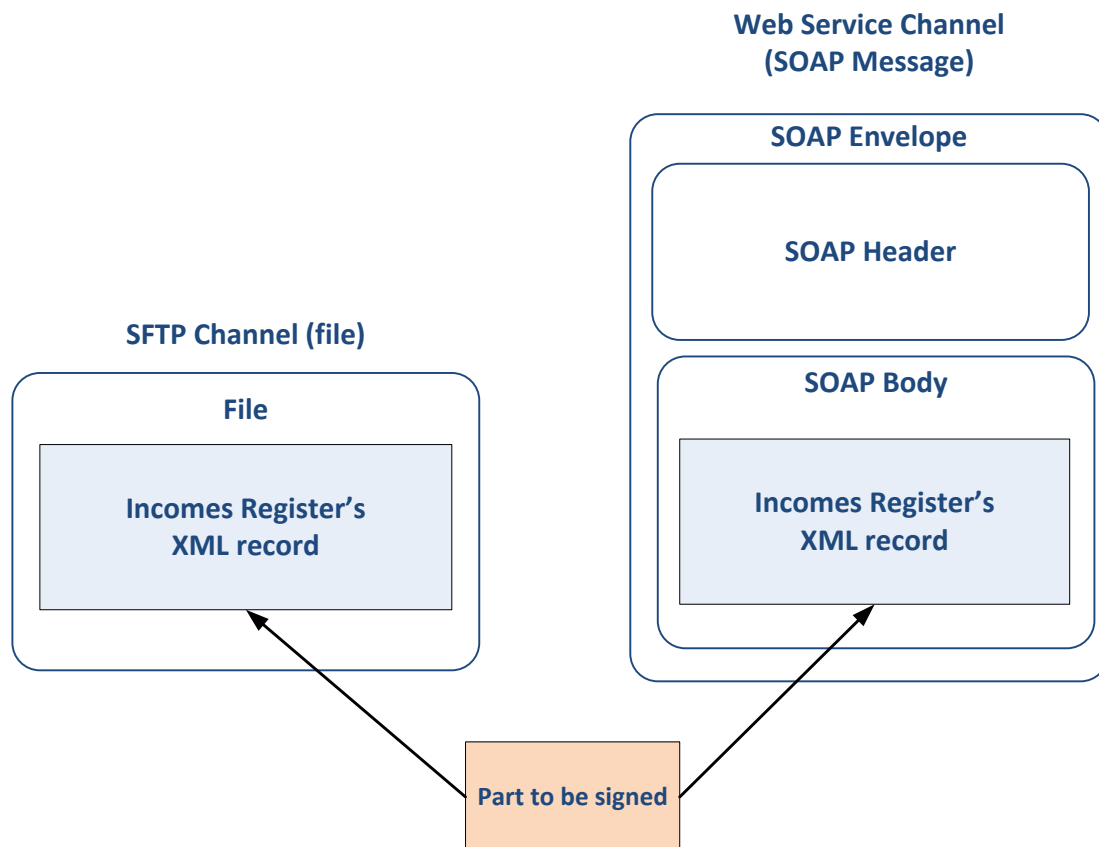 Web Service Channel
(SOAP Message)
SOAP Envelope
SOAP Header
SFTP Channel (file)
File
Incomes Register’s
XML record
SOAP Body
Incomes Register’s
XML record
Part to be signed